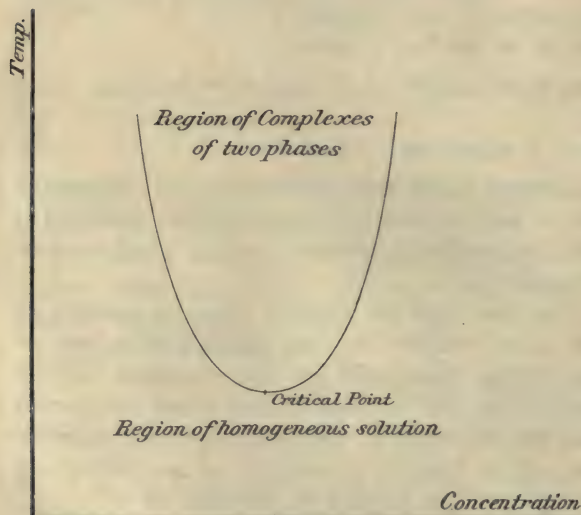 Temp.
Region of Complexes
of two phases
Critical Point
Region of homogeneous solution
Concentration